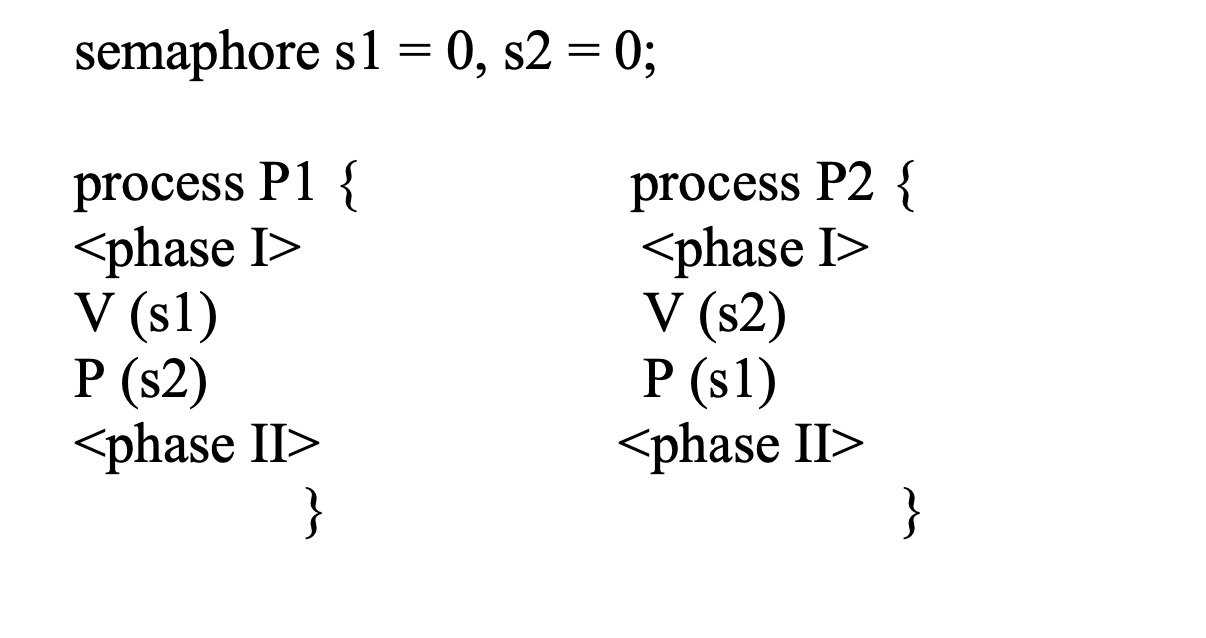 semaphore s1 = 0, s2 = 0;
process P1 {
<phase I>
V (s1)
P (s2)
<phase II>
}
process P2 {
<phase I>
V (s2)
P (s1)
<phase II>
}